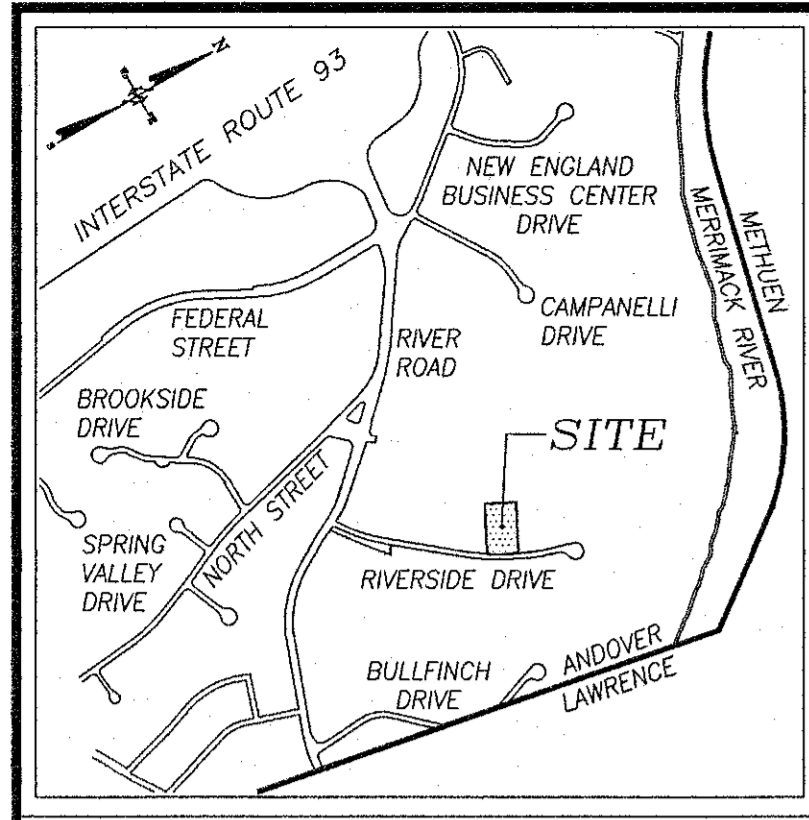 N
INTERSTATE ROUTE 93
NEW ENGLAND
BUSINESS CENTER
DRIVE
METHUEN
MERRIMACK RIVER
FEDERAL
STREET
RIVER
ROAD
CAMPANELLI
DRIVE
BROOKSIDE
DRIVE
SITE
NORTH STREET
SPRING
VALLEY
DRIVE
RIVERSIDE DRIVE
BULLFINCH
DRIVE
ANDOVER
LAWRENCE